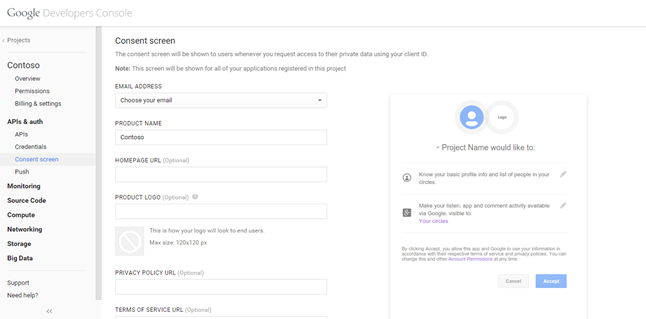 Google Developers Console
‹ Projects
Contoso
Overview
Permissions
Billing & settings
APIs & auth
APIs
Credentials
Consent screen
Push
Monitoring
Source Code
Compute
Networking
Storage
Big Data
Support
Need help?
Consent screen
The consent screen will be shown to users whenever you request access to their private data using your client ID.
Note: This screen will be shown for all of your applications registered in this project
EMAIL ADDRESS
Choose your email
PRODUCT NAME
Contoso
HOMEPAGE URL (Optional)
PRODUCT LOGO (Optional)
This is how your logo will look to end users.
Max size: 120x120 px
PRIVACY POLICY URL (Optional)
TERMS OF SERVICE URL (Optional)
Logo
- Project Name would like to:
Know your basic profile info and list of people in your
circles.
Make your listen, app and comment activity available
via Google, visible to:
Your circles
By clicking Accept, you allow this app and Google to use your information in
accordance with their respective terms of service and privacy policies. You can
change this and other Account Permissions at any time.
Cancel
Accept